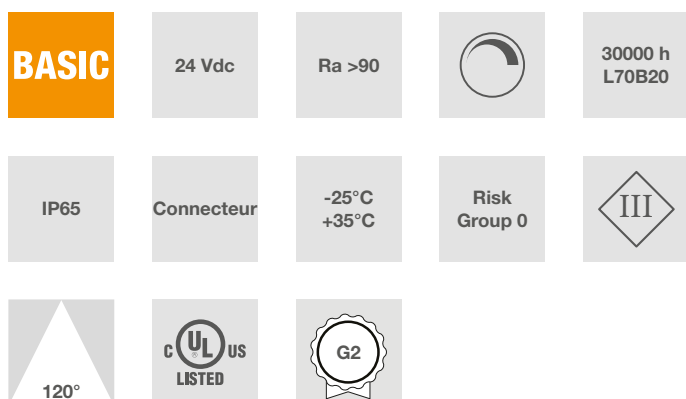 BASIC
24 Vdc
Ra >90
30000 h
L70B20
IP65
Connecteur
-25°C
+35°C
Risk
Group 0
III
120°
C UL ® US
LISTED
G2